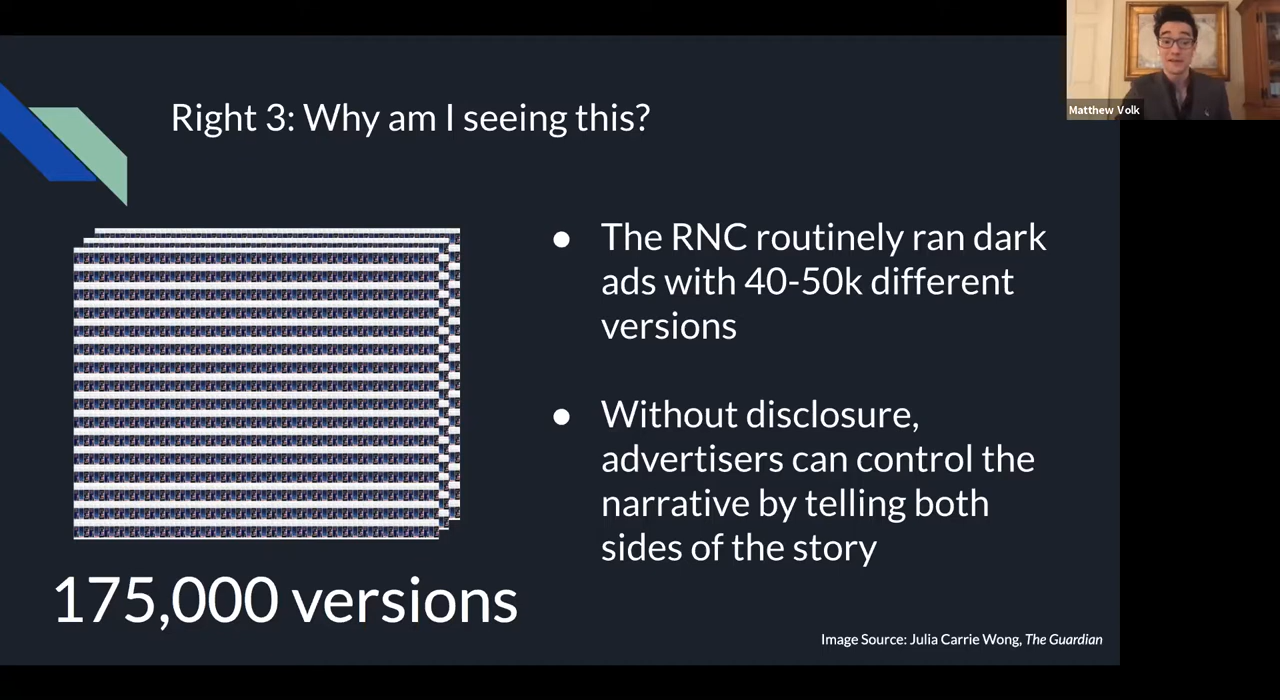 Matthew Volk
Right 3: Why am I seeing this?
● The RNC routinely ran dark
ads with 40-50k different
versions
● Without disclosure,
advertisers can control the
narrative by telling both
sides of the story
175,000 versions
Image Source: Julia Carrie Wong, The Guardian